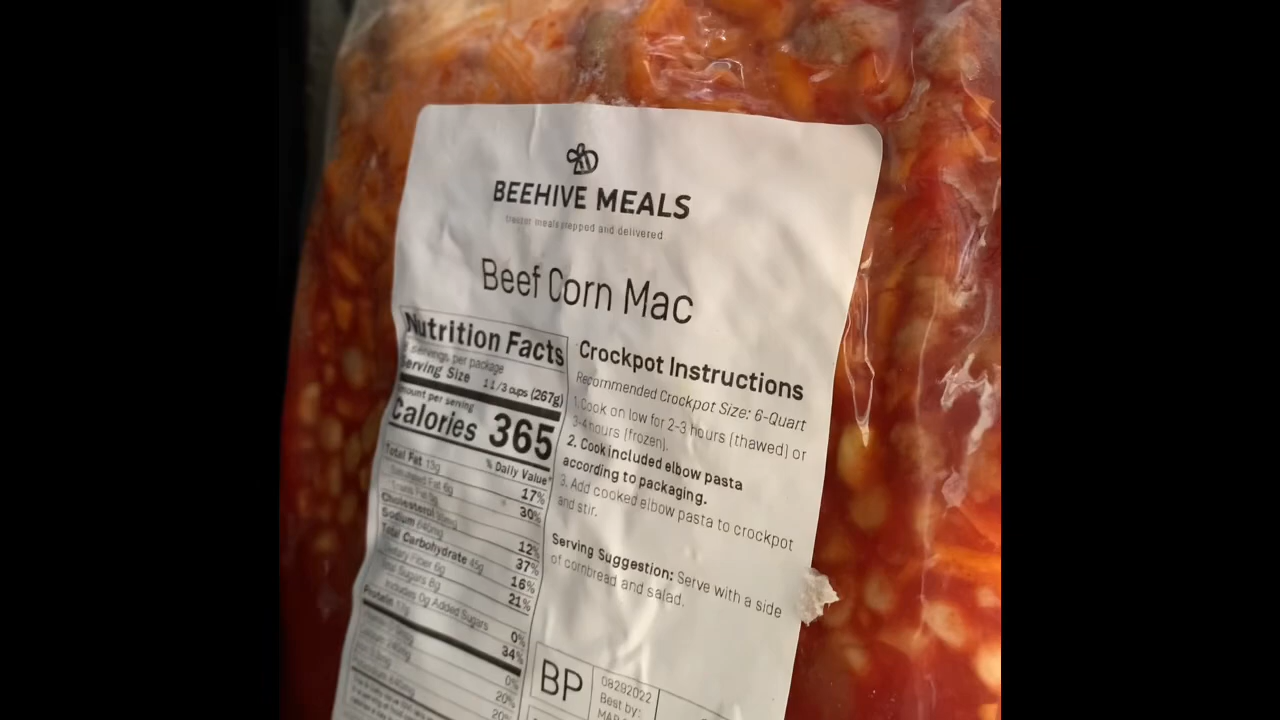 BEEHIVE MEALS
freezer meals prepped and delivered
Beef Corn Mac
Nutrition Facts
servings per package
Serving Size 1 1/3 cups (267g)
Amount per serving
Calories 365
% Daily Value*
Total Fat 13g 17%
Saturated Fat 6g 30%
Trans Fat 0g
Cholesterol 12%
Sodium 37%
Total Carbohydrate 45g 16%
Dietary Fiber 6g 21%
Total Sugars 8g
Includes 0g Added Sugars 0%
Protein 17g 34%
0%
20%
20%
Crockpot Instructions
Recommended Crockpot Size: 6-Quart
1. Cook on low for 2-3 hours (thawed) or
3-4 hours (frozen).
2. Cook included elbow pasta
according to packaging.
3. Add cooked elbow pasta to crockpot
and stir.
Serving Suggestion: Serve with a side
of cornbread and salad.
BP
08292022
Best by: